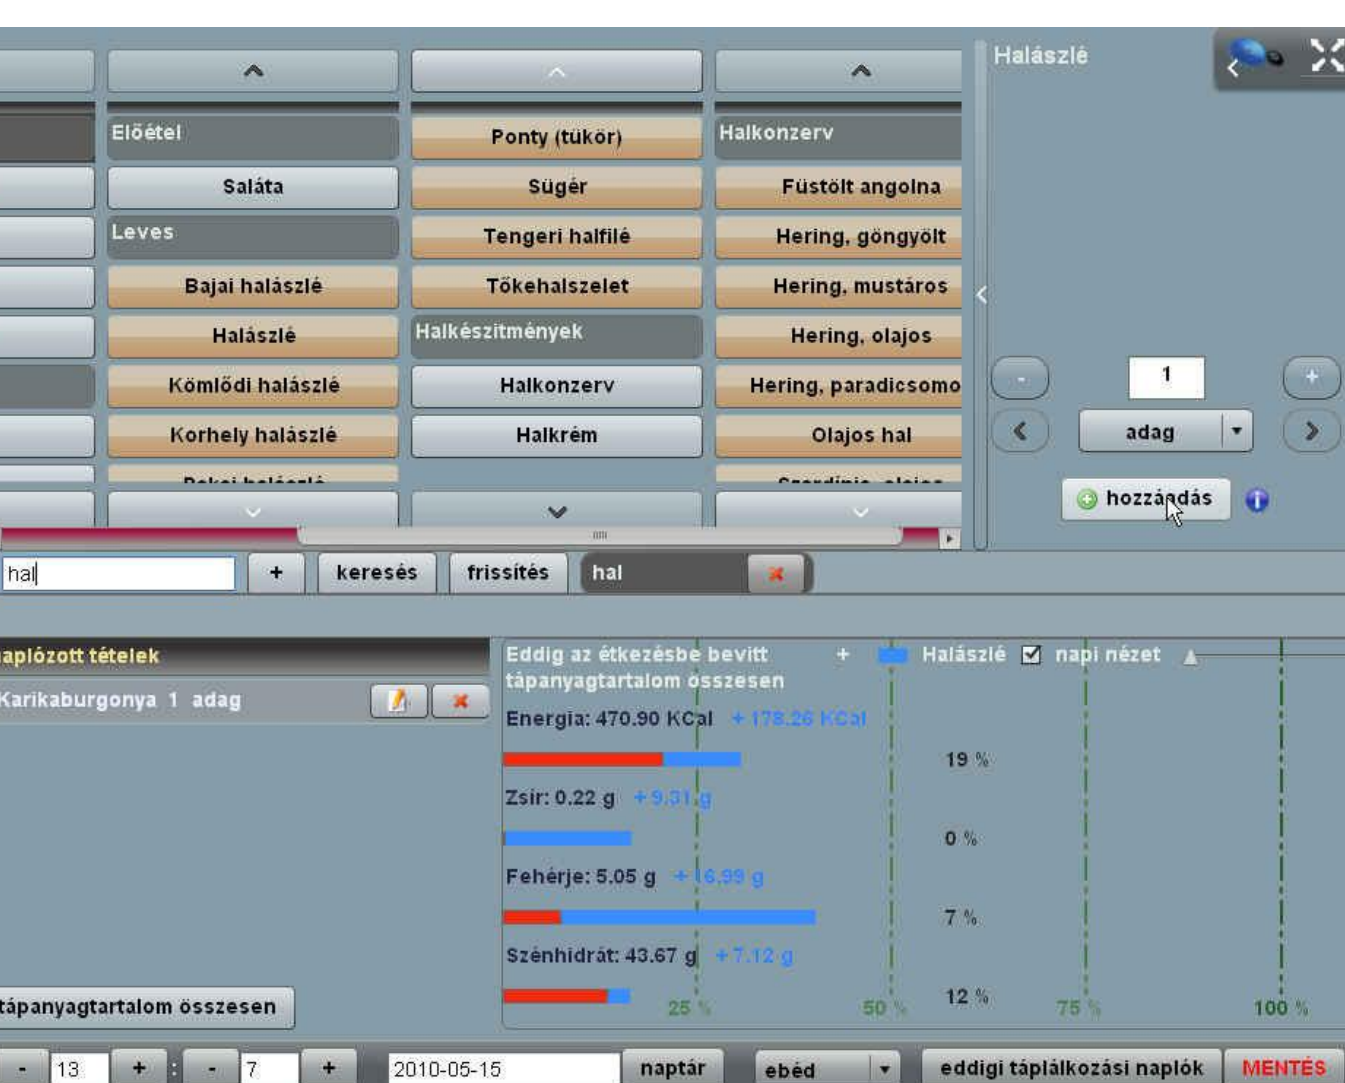 Halászlé
Előétel
Ponty (tükör)
Halkonzerv
Saláta
Sügér
Füstölt angolna
Leves
Tengeri halfilé
Hering, göngyölt
Bajai halászlé
Tőkehalszelet
Hering, mustáros
Halászlé
Halkészítmények
Hering, olajos
Kömlődi halászlé
Halkonzerv
Hering, paradicsomo
Korhely halászlé
Halkrém
Olajos hal
- 1 +
adag
hozzáadás
hal + keresés frissítés hal
aplózott tételek
Karikaburgonya 1 adag
Eddig az étkezésbe bevitt
tápanyagtartalom összesen
+ Halászlé napi nézet
Energia: 470.90 KCal + 178.26 KCal
19 %
Zsír: 0.22 g + 9.31 g
0 %
Fehérje: 5.05 g + 16.99 g
7 %
Szénhidrát: 43.67 g + 7.12 g
12 %
25 % 50 % 75 % 100 %
tápanyagtartalom összesen
- 13 + : - 7 + 2010-05-15 naptár ebéd eddigi táplálkozási naplók MENTÉS